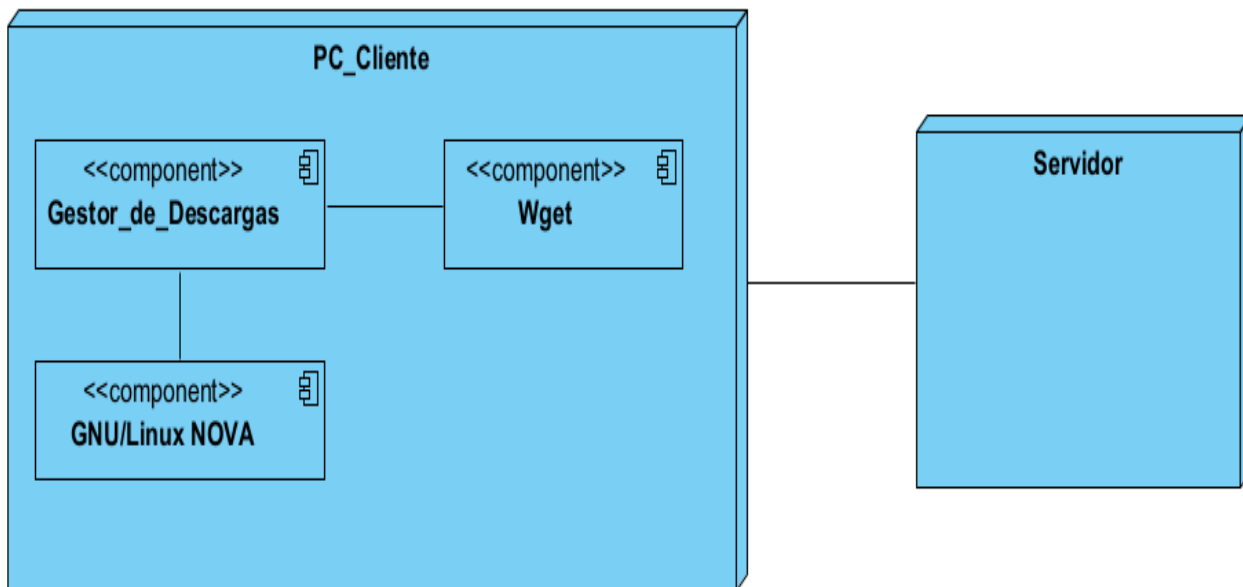 PC_Cliente
<<component>>
Gestor_de_Descargas
<<component>>
Wget
<<component>>
GNU/Linux NOVA
Servidor